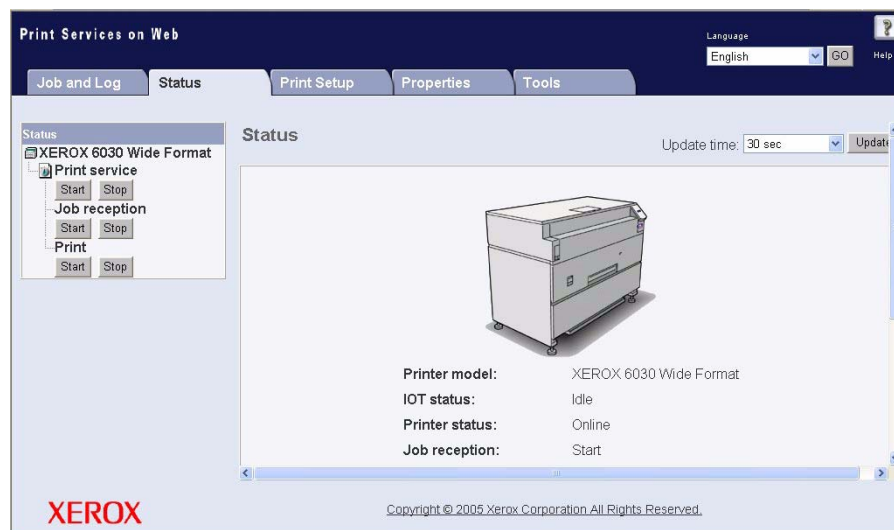 Print Services on Web
Language
English GO Help
Job and Log Status Print Setup Properties Tools
Status
XEROX 6030 Wide Format
Print service
Start Stop
Job reception
Start Stop
Print
Start Stop
Status
Update time: 30 sec Update
Printer model: XEROX 6030 Wide Format
IOT status: Idle
Printer status: Online
Job reception: Start
XEROX
Copyright © 2005 Xerox Corporation All Rights Reserved.